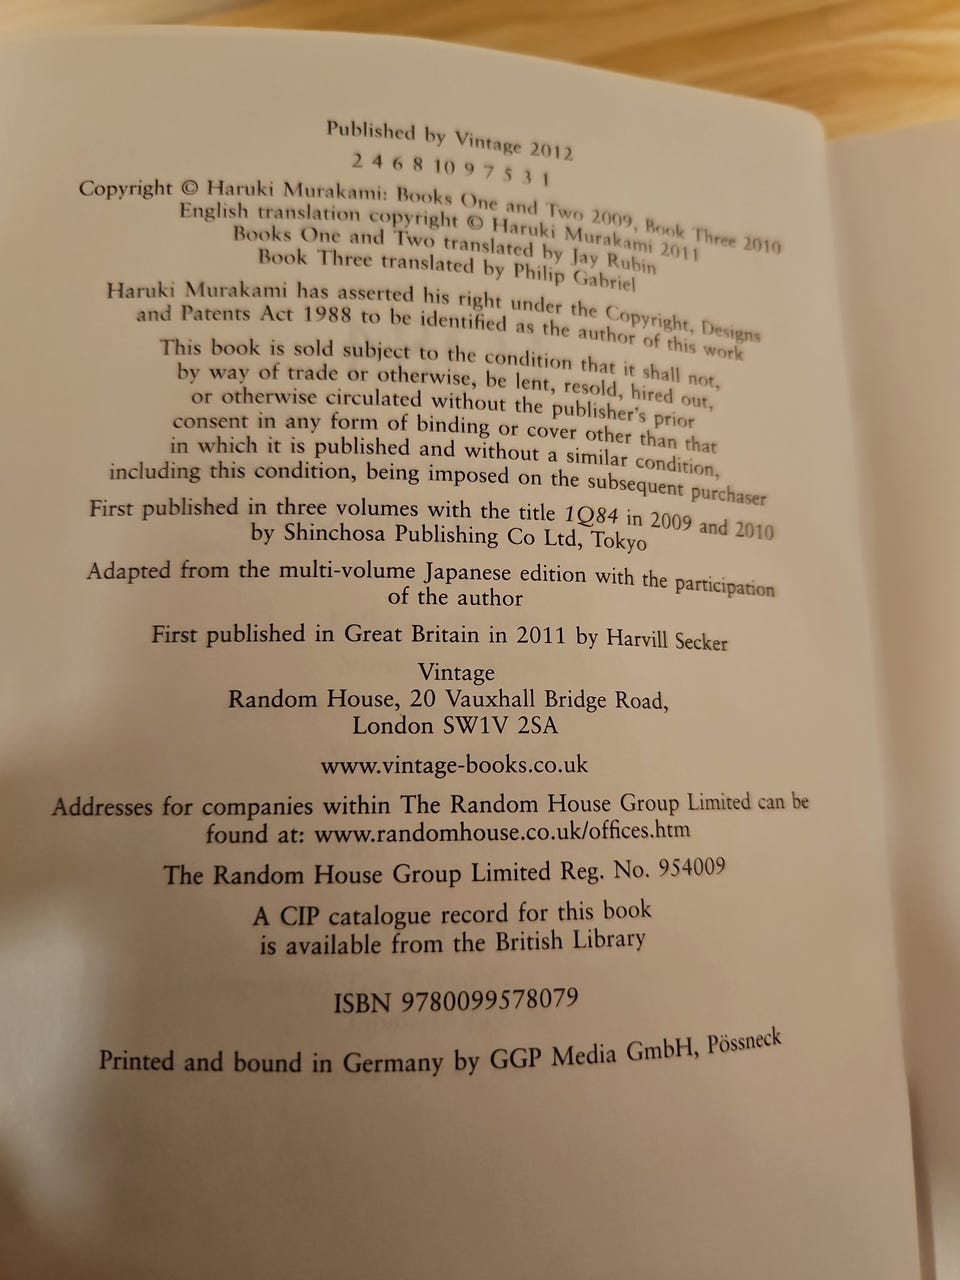 Published by Vintage 2012
2 4 6 8 10 9 7 5 3 1
Copyright © Haruki Murakami: Books One and Two 2009, Book Three 2010
English translation copyright © Haruki Murakami 2011
Books One and Two translated by Jay Rubin
Book Three translated by Philip Gabriel
Haruki Murakami has asserted his right under the Copyright, Designs
and Patents Act 1988 to be identified as the author of this work
This book is sold subject to the condition that it shall not,
by way of trade or otherwise, be lent, resold, hired out,
or otherwise circulated without the publisher's prior
consent in any form of binding or cover other than that
in which it is published and without a similar condition,
including this condition, being imposed on the subsequent purchaser
First published in three volumes with the title 1Q84 in 2009 and 2010
by Shinchosa Publishing Co Ltd, Tokyo
Adapted from the multi-volume Japanese edition with the participation
of the author
First published in Great Britain in 2011 by Harvill Secker
Vintage
Random House, 20 Vauxhall Bridge Road,
London SW1V 2SA
www.vintage-books.co.uk
Addresses for companies within The Random House Group Limited can be
found at: www.randomhouse.co.uk/offices.htm
The Random House Group Limited Reg. No. 954009
A CIP catalogue record for this book
is available from the British Library
ISBN 9780099578079
Printed and bound in Germany by GGP Media GmbH, Pössneck